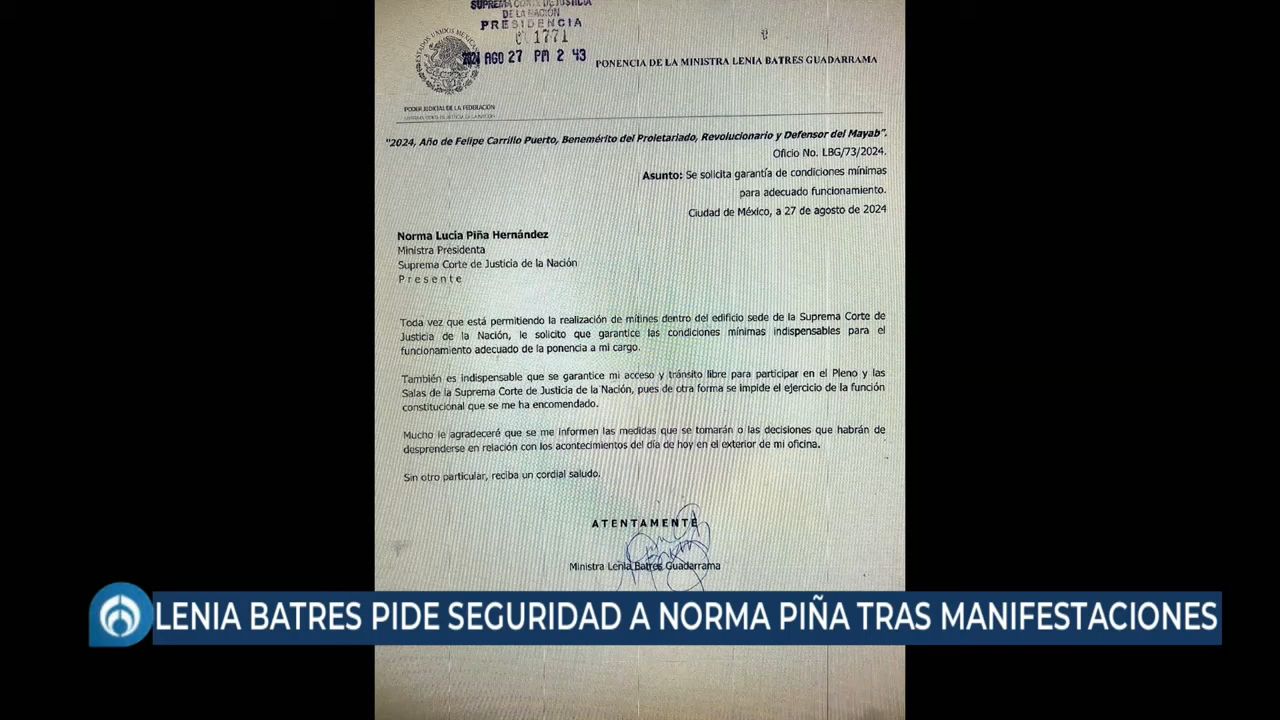 SUPREMA CORTE DE JUSTICIA
DE LA NACIÓN
PRESIDENCIA
1771
2024 AGO 27 PM 2 43
ESTADOS UNIDOS MEXICANOS
PONENCIA DE LA MINISTRA LENIA BATRES GUADARRAMA
PODER JUDICIAL DE LA FEDERACIÓN
SUPREMA CORTE DE JUSTICIA DE LA NACIÓN
"2024, Año de Felipe Carrillo Puerto, Benemérito del Proletariado, Revolucionario y Defensor del Mayab".
Oficio No. LBG/73/2024.
Asunto: Se solicita garantía de condiciones mínimas
para adecuado funcionamiento.
Ciudad de México, a 27 de agosto de 2024
Norma Lucía Piña Hernández
Ministra Presidenta
Suprema Corte de Justicia de la Nación
P r e s e n t e
Toda vez que está permitiendo la realización de mítines dentro del edificio sede de la Suprema Corte de
Justicia de la Nación, le solicito que garantice las condiciones mínimas indispensables para el
funcionamiento adecuado de la ponencia a mi cargo.
También es indispensable que se garantice mi acceso y tránsito libre para participar en el Pleno y las
Salas de la Suprema Corte de Justicia de la Nación, pues de otra forma se impide el ejercicio de la función
constitucional que se me ha encomendado.
Mucho le agradeceré que se me informen las medidas que se tomarán o las decisiones que habrán de
desprenderse en relación con los acontecimientos del día de hoy en el exterior de mi oficina.
Sin otro particular, reciba un cordial saludo.
A T E N T A M E N T E
Ministra Lenia Batres Guadarrama
LENIA BATRES PIDE SEGURIDAD A NORMA PIÑA TRAS MANIFESTACIONES